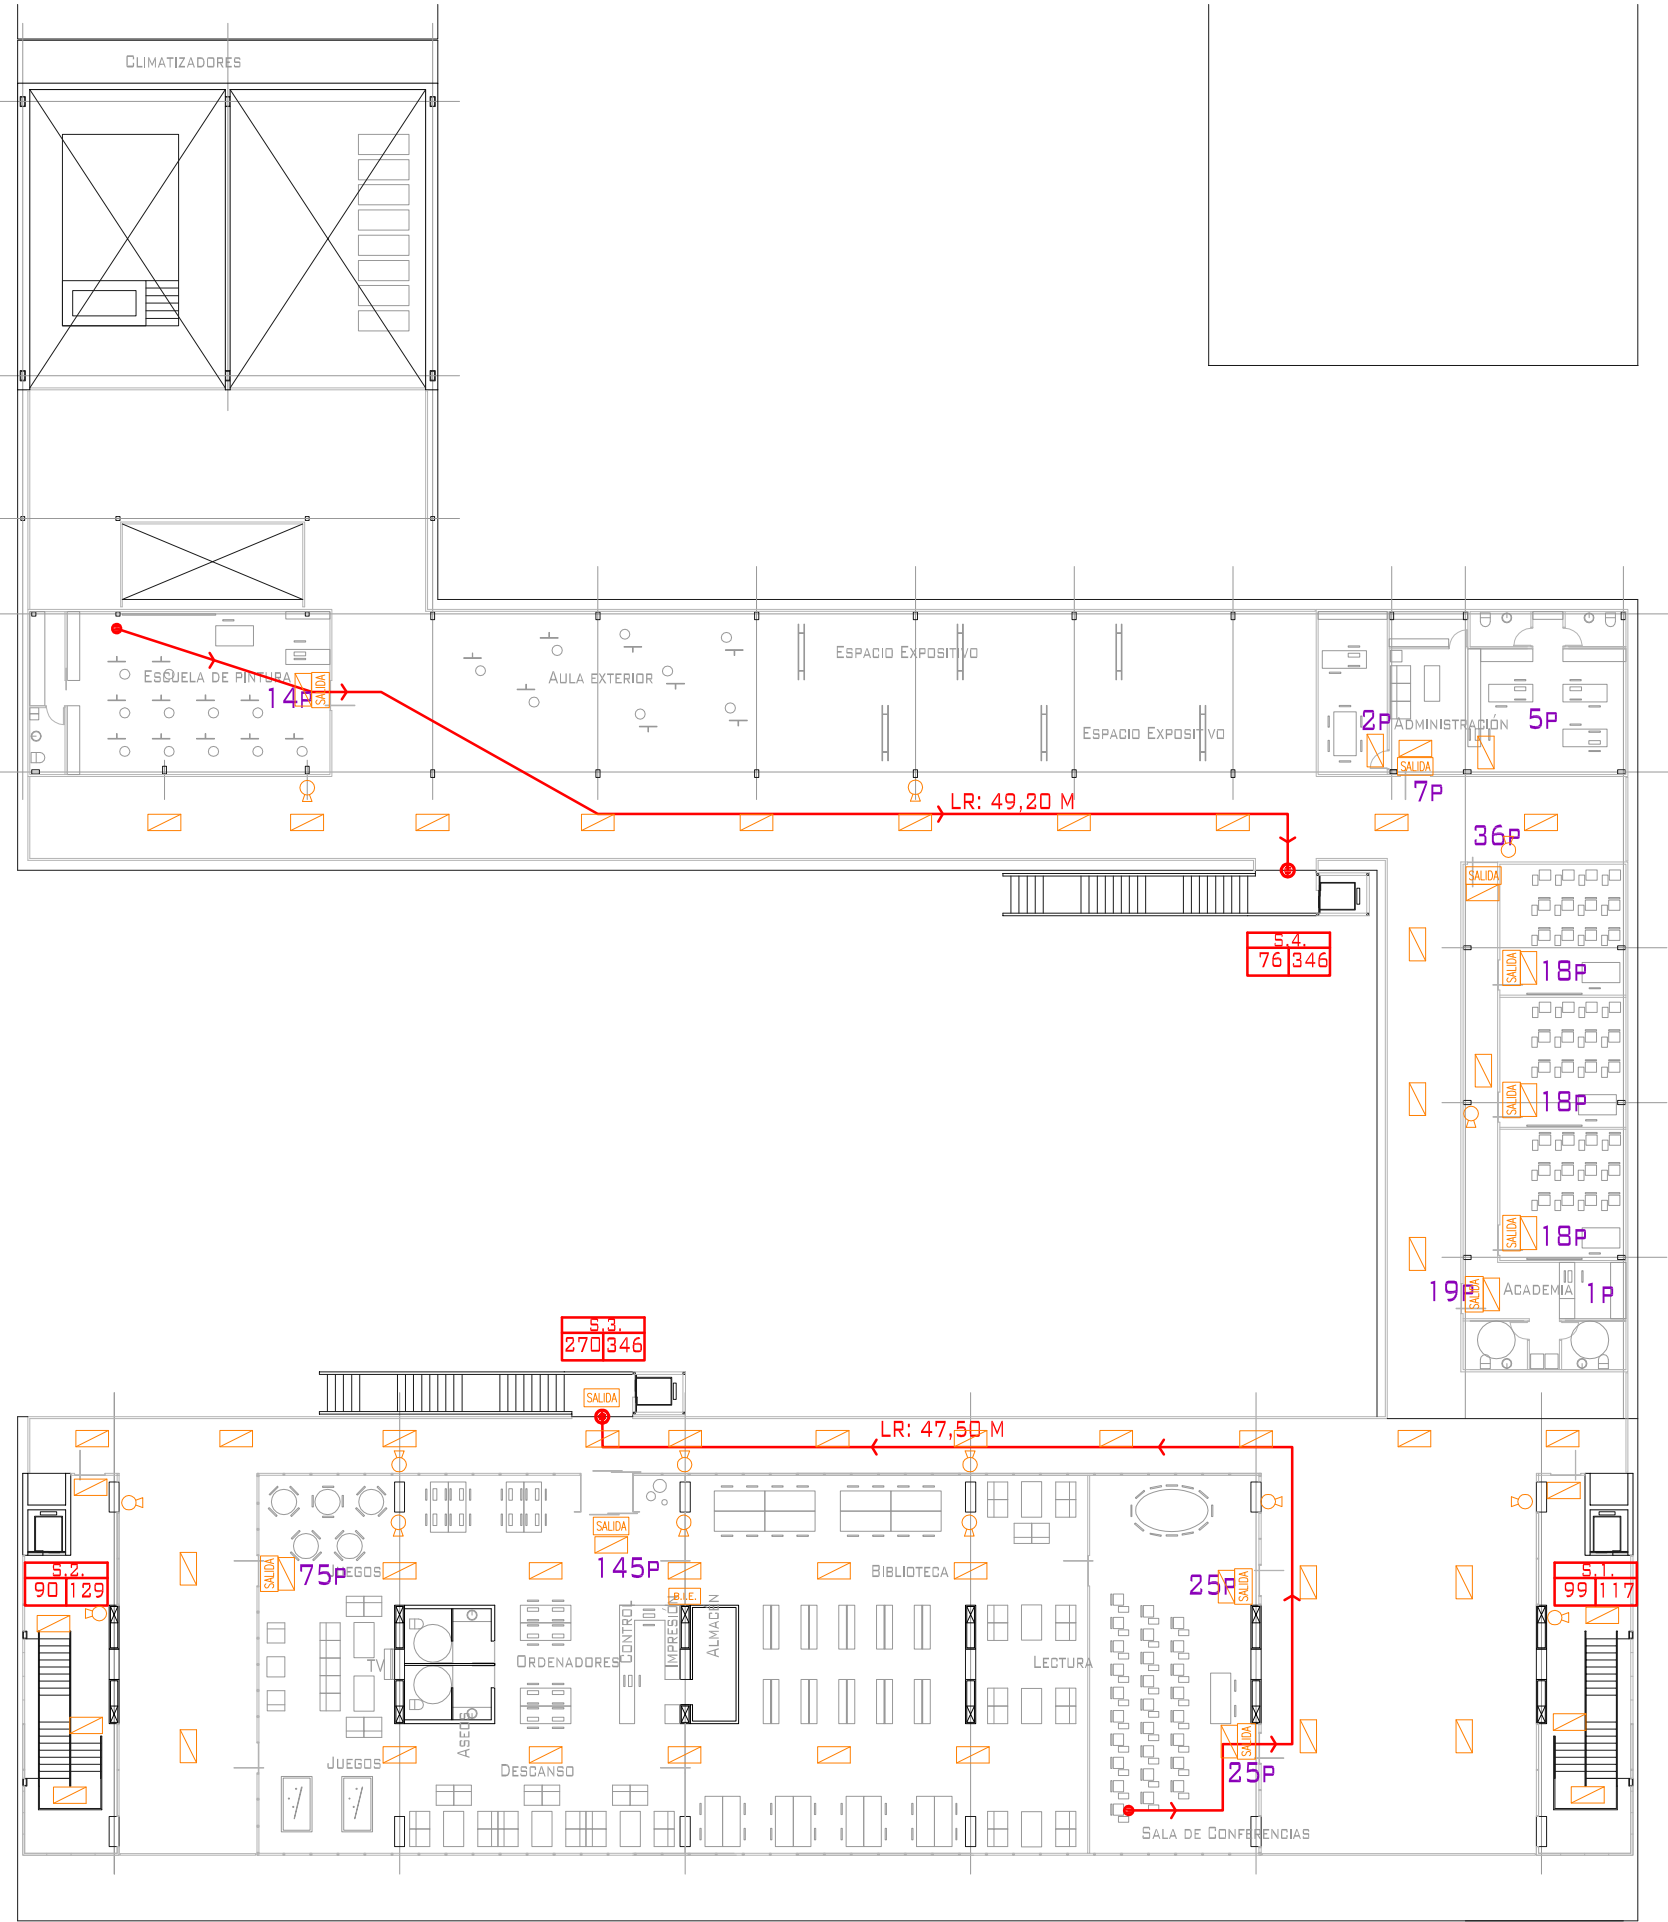 CLIMATIZADORES
ESPACIO EXPOSITIVO
ESCUELA DE PINTURA
AULA EXTERIOR
SALIDA
14P
2P
ADMINISTRACIÓN
5P
ESPACIO EXPOSITIVO
SALIDA
7P
LR: 49,20 M
36P
SALIDA
S.4.
76 346
SALIDA
18P
SALIDA
18P
SALIDA
18P
SALIDA
19P
ACADEMIA
1P
S.3.
270 346
SALIDA
LR: 47,50 M
SALIDA
S.2.
90 129
SALIDA
75P
JUEGOS
145P
BIBLIOTECA
25P
SALIDA
S.1.
99 117
B.I.E.
CONTROL
IMPRESIÓN
ALMACÉN
TV
ORDENADORES
LECTURA
ASEOS
SALIDA
JUEGOS
DESCANSO
25P
SALA DE CONFERENCIAS